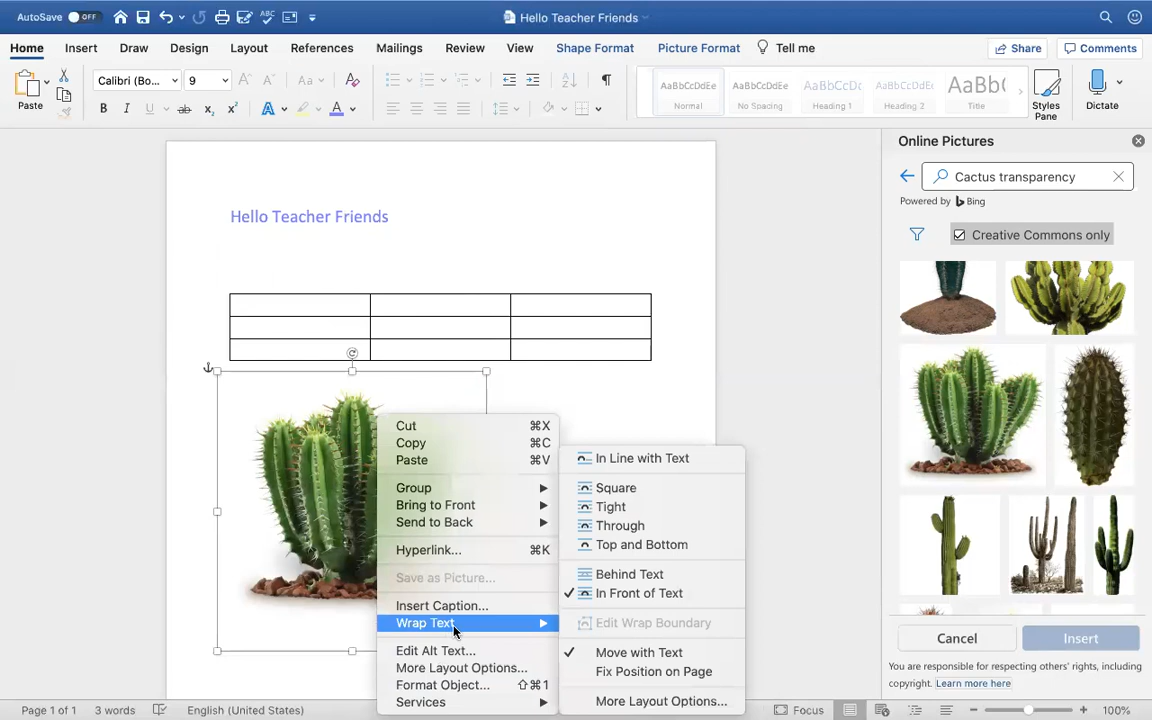 AutoSave OFF Hello Teacher Friends
Home Insert Draw Design Layout References Mailings Review View Shape Format Picture Format Tell me Share Comments
Paste Calibri (Bo... 9 AaBbCcDdEe AaBbCcDdEe AaBbCcDc AaBbCcDdEe AaBbC Styles Pane Dictate
Normal No Spacing Heading 1 Heading 2 Title
Online Pictures
Cactus transparency
Powered by Bing
Creative Commons only
Hello Teacher Friends
Cut ⌘X
Copy ⌘C
Paste ⌘V
Group
Bring to Front
Send to Back
Hyperlink... ⌘K
Save as Picture...
Insert Caption...
Wrap Text
Edit Alt Text...
More Layout Options...
Format Object... ⇧⌘1
Services
In Line with Text
Square
Tight
Through
Top and Bottom
Behind Text
In Front of Text
Edit Wrap Boundary
Move with Text
Fix Position on Page
More Layout Options...
Cancel Insert
You are responsible for respecting others' rights, including
copyright. Learn more here
Page 1 of 1 3 words English (United States) Focus 100%